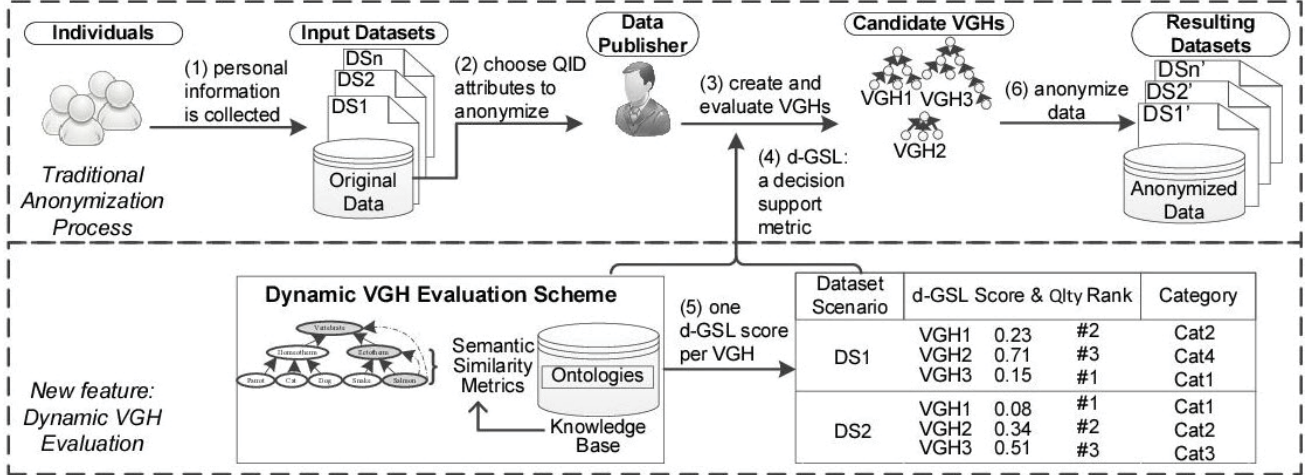 Individuals
Input Datasets
Data
Publisher
Candidate VGHs
Resulting
Datasets
(1) personal
information
is collected
DSn
DS2
DS1
Original
Data
(2) choose QID
attributes to
anonymize
(3) create and
evaluate VGHs
VGH1
VGH3
VGH2
(6) anonymize
data
DSn’
DS2’
DS1’
Anonymized
Data
Traditional
Anonymization
Process
(4) d-GSL:
a decision
support
metric
New feature:
Dynamic VGH
Evaluation
Dynamic VGH Evaluation Scheme
Vertebrate
Homeotherm
Ectotherm
Parrot Cat Dog Snake Salmon
Semantic
Similarity
Metrics
Ontologies
Knowledge
Base
(5) one
d-GSL score
per VGH
Dataset
Scenario
d-GSL Score & Qlty Rank
Category
DS1
VGH1 0.23 #2 Cat2
VGH2 0.71 #3 Cat4
VGH3 0.15 #1 Cat1
DS2
VGH1 0.08 #1 Cat1
VGH2 0.34 #2 Cat2
VGH3 0.51 #3 Cat3